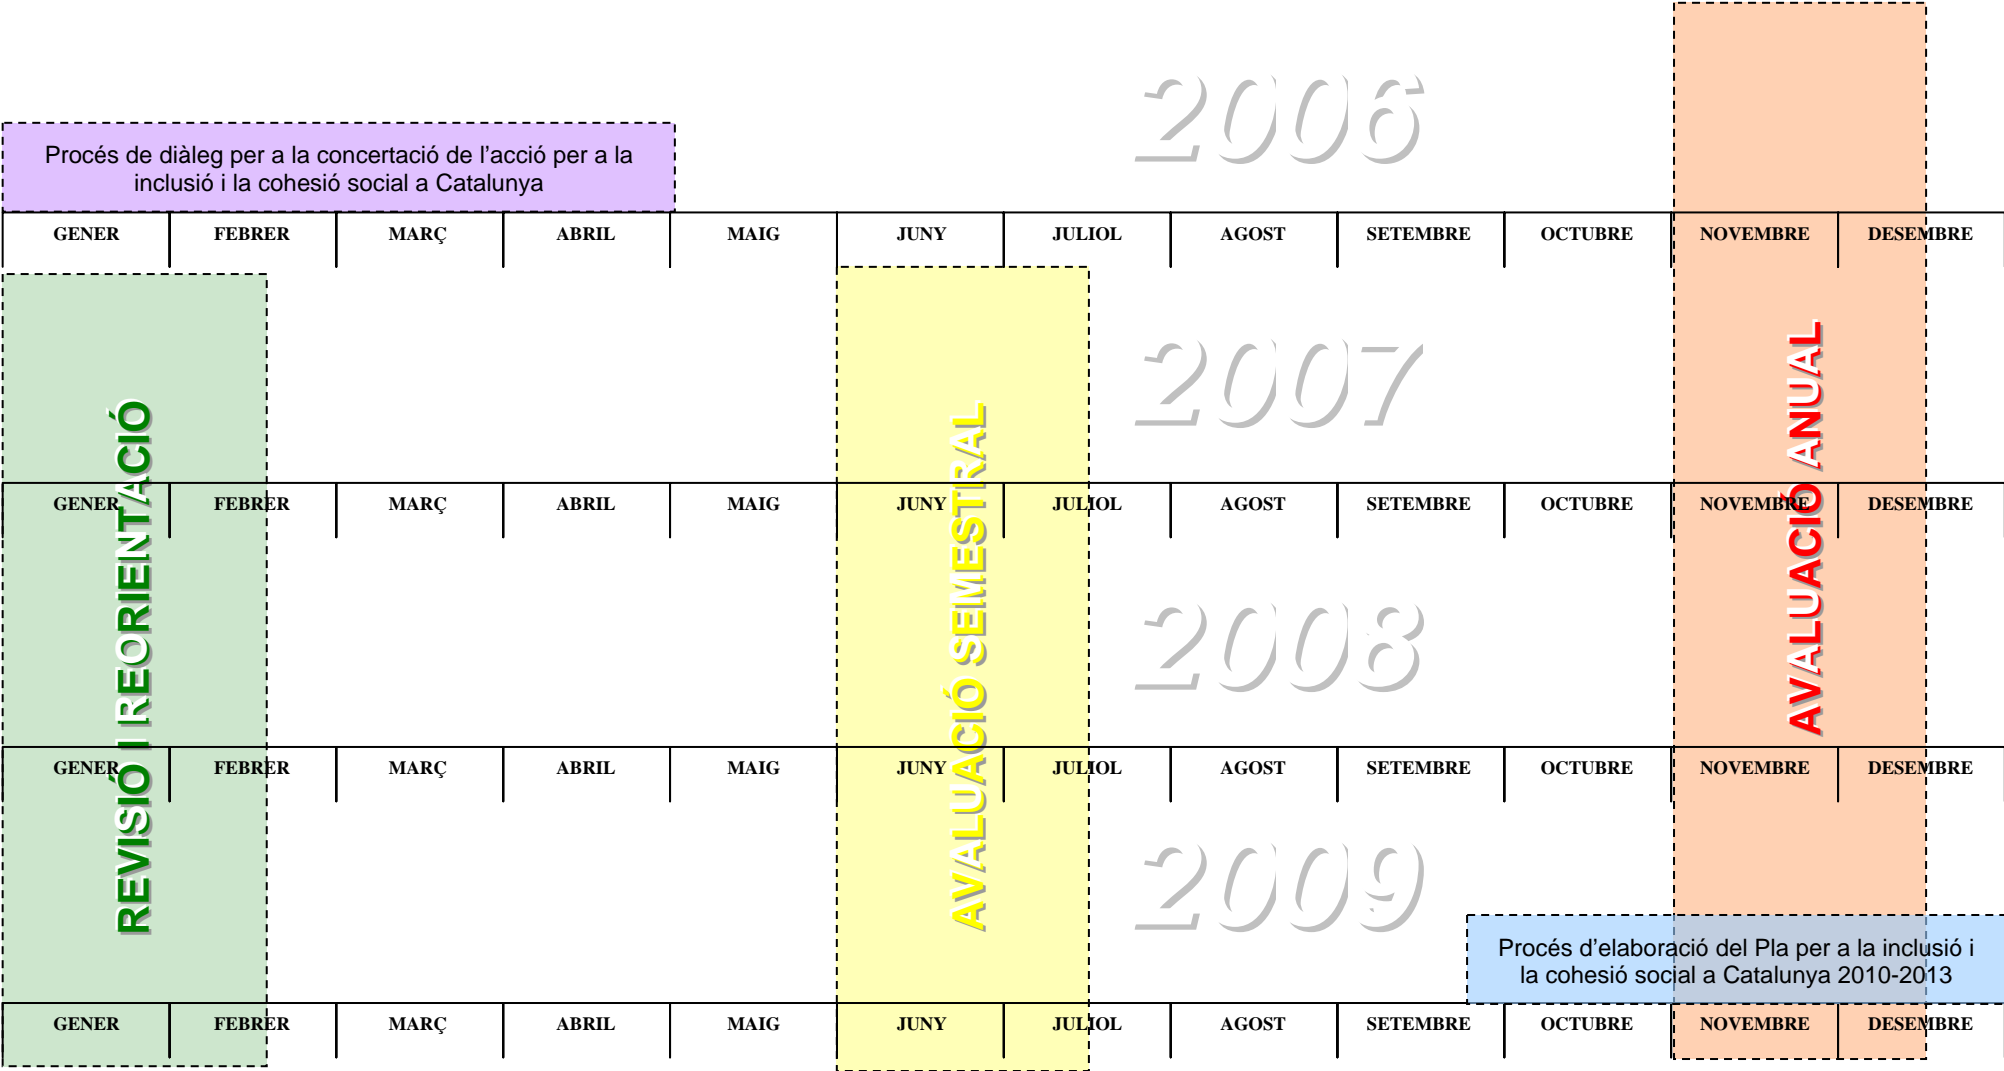 2006
Procés de diàleg per a la concertació de l’acció per a la
inclusió i la cohesió social a Catalunya
GENER FEBRER MARÇ ABRIL MAIG JUNY JULIOL AGOST SETEMBRE OCTUBRE NOVEMBRE DESEMBRE
2007
REVISIÓ I REORIENTACIÓ
AVALUACIÓ SEMESTRAL
AVALUACIÓ ANUAL
GENER FEBRER MARÇ ABRIL MAIG JUNY JULIOL AGOST SETEMBRE OCTUBRE NOVEMBRE DESEMBRE
2008
GENER FEBRER MARÇ ABRIL MAIG JUNY JULIOL AGOST SETEMBRE OCTUBRE NOVEMBRE DESEMBRE
2009
Procés d’elaboració del Pla per a la inclusió i
la cohesió social a Catalunya 2010-2013
GENER FEBRER MARÇ ABRIL MAIG JUNY JULIOL AGOST SETEMBRE OCTUBRE NOVEMBRE DESEMBRE